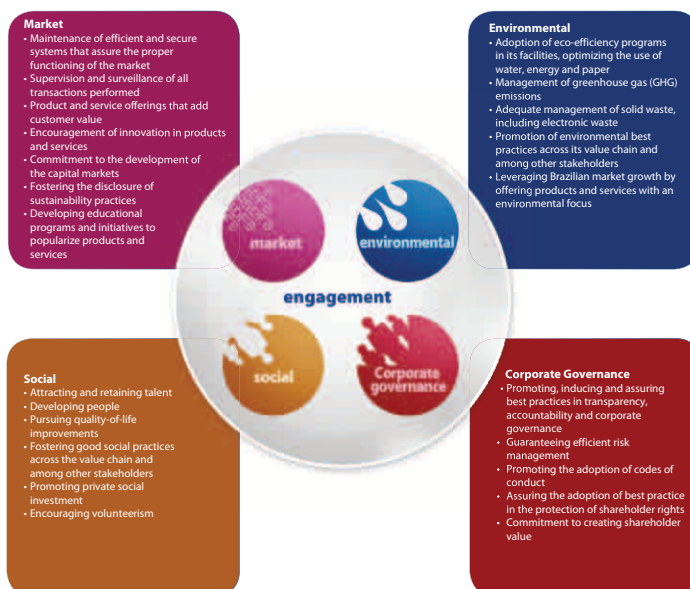 Market
• Maintenance of efficient and secure
systems that assure the proper
functioning of the market
• Supervision and surveillance of all
transactions performed
• Product and service offerings that add
customer value
• Encouragement of innovation in products
and services
• Commitment to the development of
the capital markets
• Fostering the disclosure of
sustainability practices
• Developing educational
programs and initiatives to
popularize products and
services
Environmental
• Adoption of eco-efficiency programs
in its facilities, optimizing the use of
water, energy and paper
• Management of greenhouse gas (GHG)
emissions
• Adequate management of solid waste,
including electronic waste
• Promotion of environmental best
practices across its value chain and
among other stakeholders
• Leveraging Brazilian market growth by
offering products and services with an
environmental focus
market
environmental
engagement
social
Corporate
governance
Social
• Attracting and retaining talent
• Developing people
• Pursuing quality-of-life
improvements
• Fostering good social practices
across the value chain and
among other stakeholders
• Promoting private social
investment
• Encouraging volunteerism
Corporate Governance
• Promoting, inducing and assuring
best practices in transparency,
accountability and corporate
governance
• Guaranteeing efficient risk
management
• Promoting the adoption of codes of
conduct
• Assuring the adoption of best practice
in the protection of shareholder rights
• Commitment to creating shareholder
value